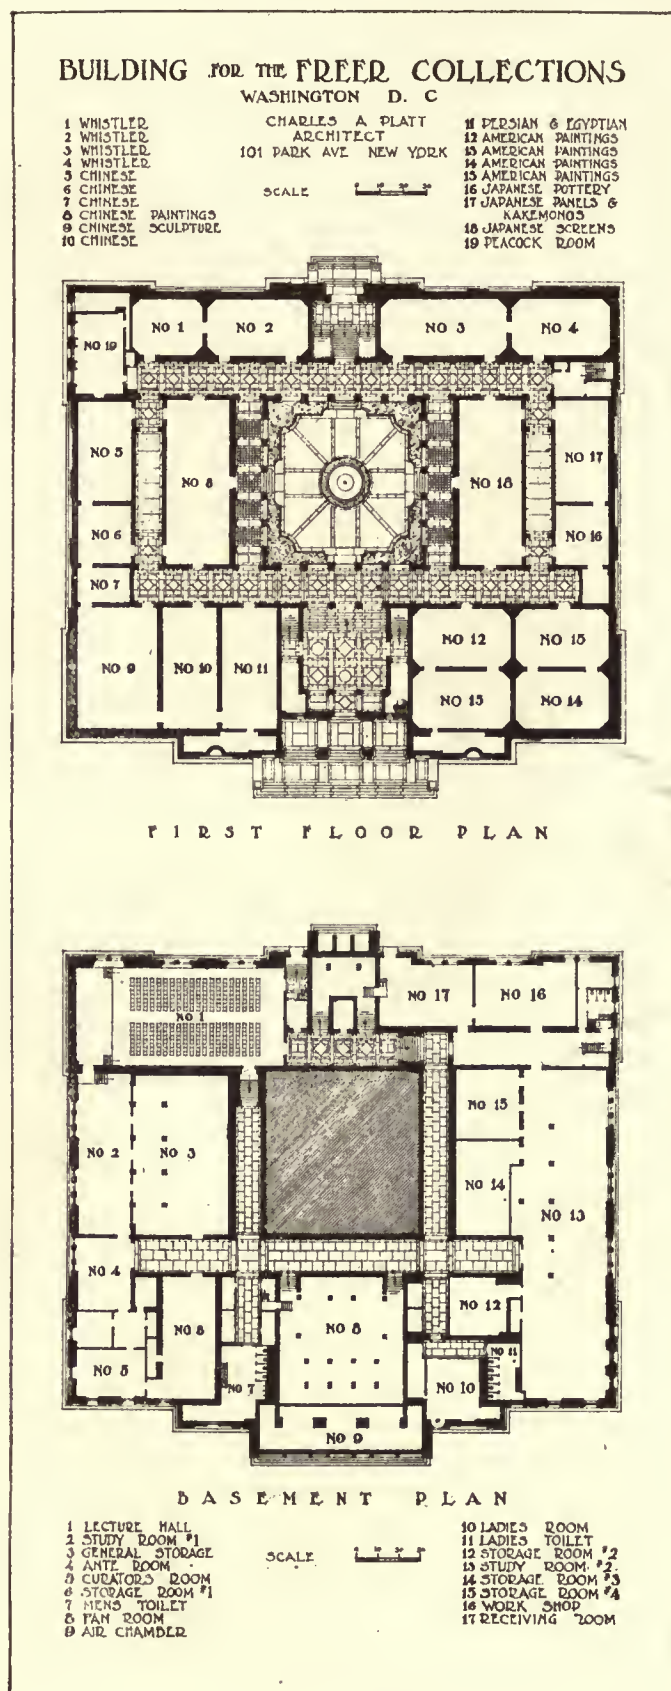 BUILDING FOR THE FREER COLLECTIONS
WASHINGTON D. C
CHARLES A PLATT
ARCHITECT
101 PARK AVE NEW YORK
SCALE
1 WHISTLER
2 WHISTLER
3 WHISTLER
4 WHISTLER
5 CHINESE
6 CHINESE
7 CHINESE
8 CHINESE PAINTINGS
9 CHINESE SCULPTURE
10 CHINESE
11 PERSIAN & EGYPTIAN
12 AMERICAN PAINTINGS
13 AMERICAN PAINTINGS
14 AMERICAN PAINTINGS
15 AMERICAN PAINTINGS
16 JAPANESE POTTERY
17 JAPANESE PANELS &
KAKEMONOS
18 JAPANESE SCREENS
19 PEACOCK ROOM
NO 1
NO 2
NO 3
NO 4
NO 19
NO 5
NO 8
NO 18
NO 17
NO 6
NO 16
NO 7
NO 9
NO 10
NO 11
NO 12
NO 15
NO 13
NO 14
FIRST FLOOR PLAN
NO 1
NO 17
NO 16
NO 2
NO 3
NO 15
NO 14
NO 13
NO 4
NO 6
NO 8
NO 12
NO 5
NO 7
NO 11
NO 10
NO 9
BASEMENT PLAN
1 LECTURE HALL
2 STUDY ROOM #1
3 GENERAL STORAGE
4 ANTE ROOM
5 CURATORS ROOM
6 STORAGE ROOM #1
7 MENS TOILET
8 FAN ROOM
9 AIR CHAMBER
SCALE
10 LADIES ROOM
11 LADIES TOILET
12 STORAGE ROOM #2
13 STUDY ROOM #2
14 STORAGE ROOM #3
15 STORAGE ROOM #4
16 WORK SHOP
17 RECEIVING ROOM